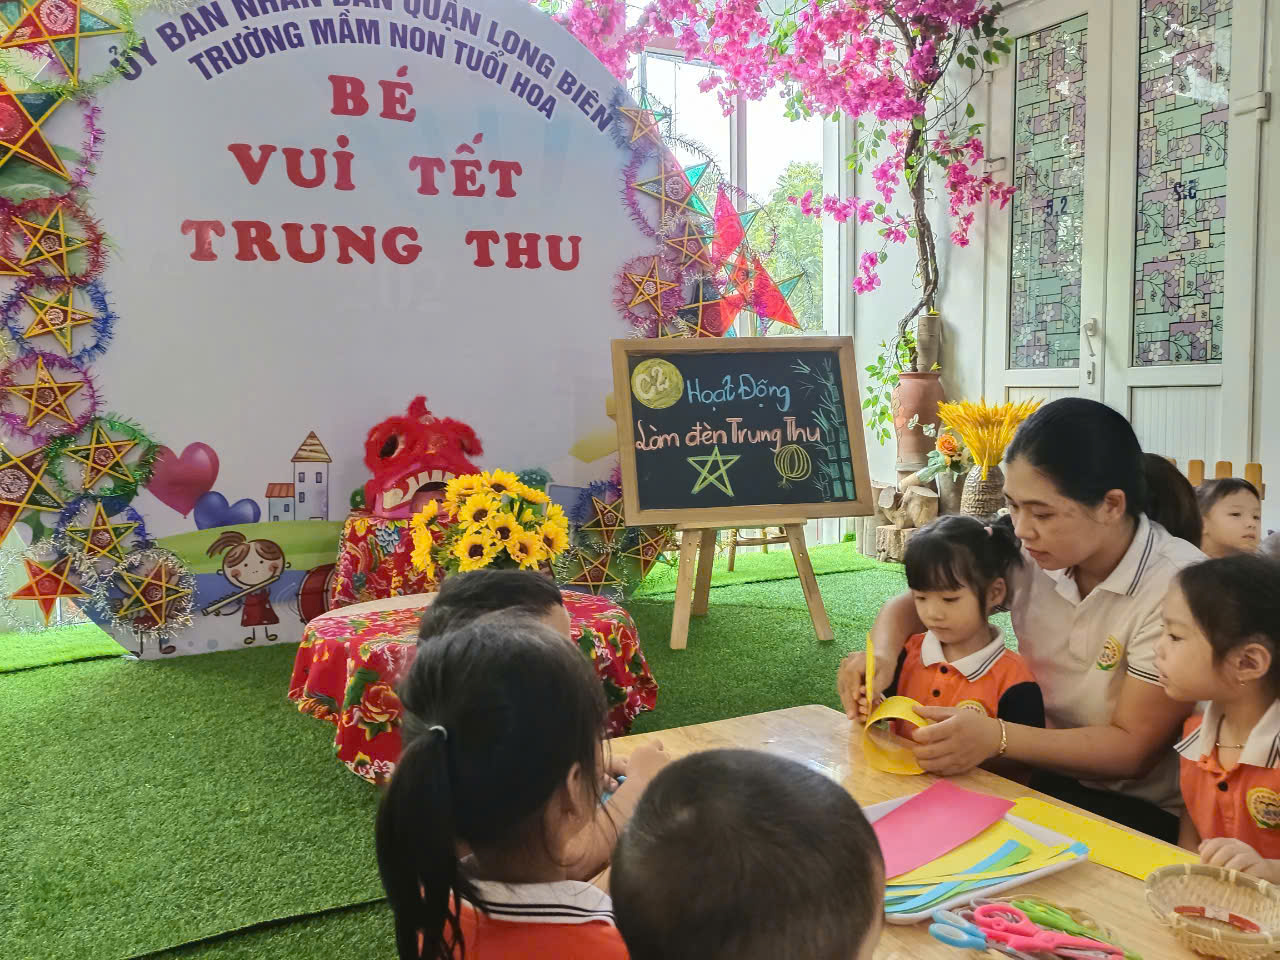 ỦY BAN NHÂN DÂN QUẬN LONG BIÊN
TRƯỜNG MẦM NON TUỔI HOA
BÉ
VUi TẾT
TRUNG THU
C2
Hoạt Động
Làm đèn Trung Thu